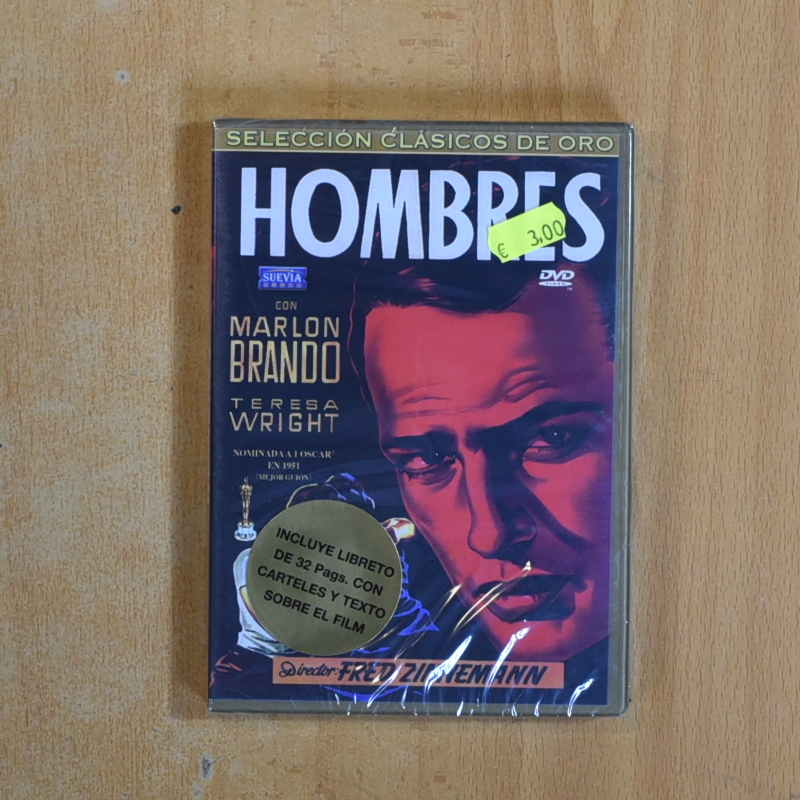 SELECCIÓN CLÁSICOS DE ORO
HOMBRES
€ 3,00
SUEVIA
DVD
VIDEO
CON
MARLON
BRANDO
TERESA
WRIGHT
NOMINADA A 1 OSCAR
EN 1951
(MEJOR GUION)
INCLUYE LIBRETO
DE 32 Pags. CON
CARTELES Y TEXTO
SOBRE EL FILM
Director: FRED ZINNEMANN